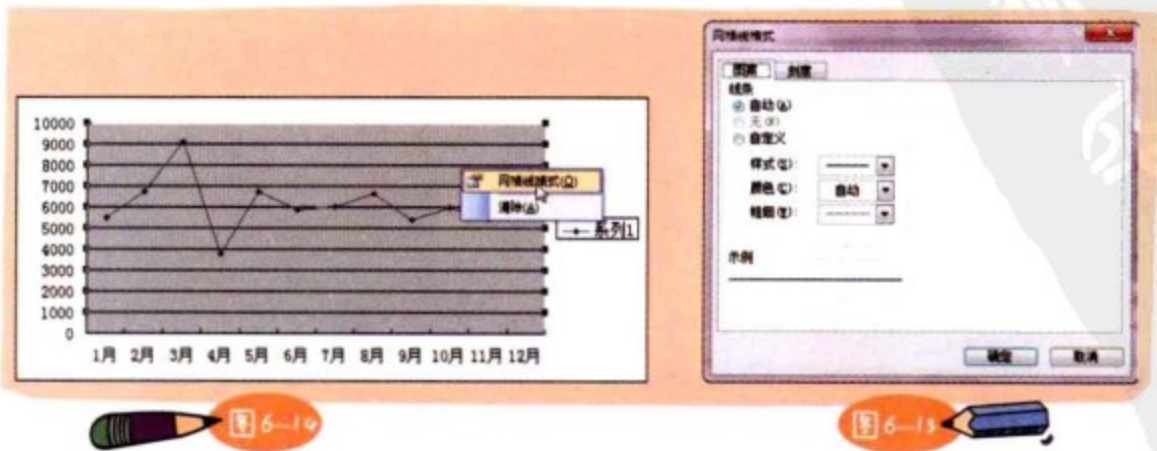 10000
9000
8000
7000
6000
5000
4000
3000
2000
1000
0
1月 2月 3月 4月 5月 6月 7月 8月 9月 10月 11月 12月
网格线格式(O)
清除(A)
系列1
图 6—14
网格线格式
图案 刻度
线条
自动(A)
无(N)
自定义
样式(S):
颜色(C): 自动
粗细(W):
示例
确定 取消
图 6—15